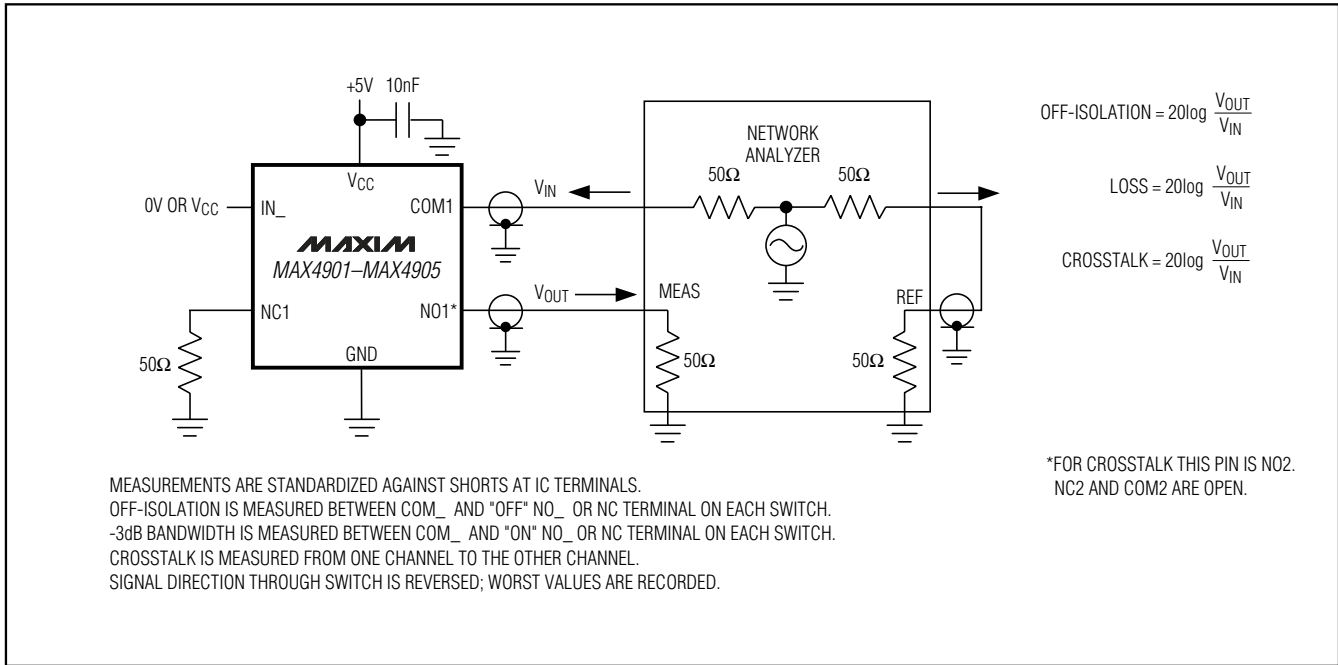 +5V 10nF
VCC
0V OR VCC
IN_
COM1
MAXIM
MAX4901–MAX4905
NC1
NO1*
GND
50Ω
VIN
VOUT
NETWORK
ANALYZER
50Ω
50Ω
MEAS
REF
50Ω
50Ω
OFF-ISOLATION = 20log VOUT
VIN
LOSS = 20log VOUT
VIN
CROSSTALK = 20log VOUT
VIN
*FOR CROSSTALK THIS PIN IS NO2.
NC2 AND COM2 ARE OPEN.
MEASUREMENTS ARE STANDARDIZED AGAINST SHORTS AT IC TERMINALS.
OFF-ISOLATION IS MEASURED BETWEEN COM_ AND "OFF" NO_ OR NC TERMINAL ON EACH SWITCH.
-3dB BANDWIDTH IS MEASURED BETWEEN COM_ AND "ON" NO_ OR NC TERMINAL ON EACH SWITCH.
CROSSTALK IS MEASURED FROM ONE CHANNEL TO THE OTHER CHANNEL.
SIGNAL DIRECTION THROUGH SWITCH IS REVERSED; WORST VALUES ARE RECORDED.